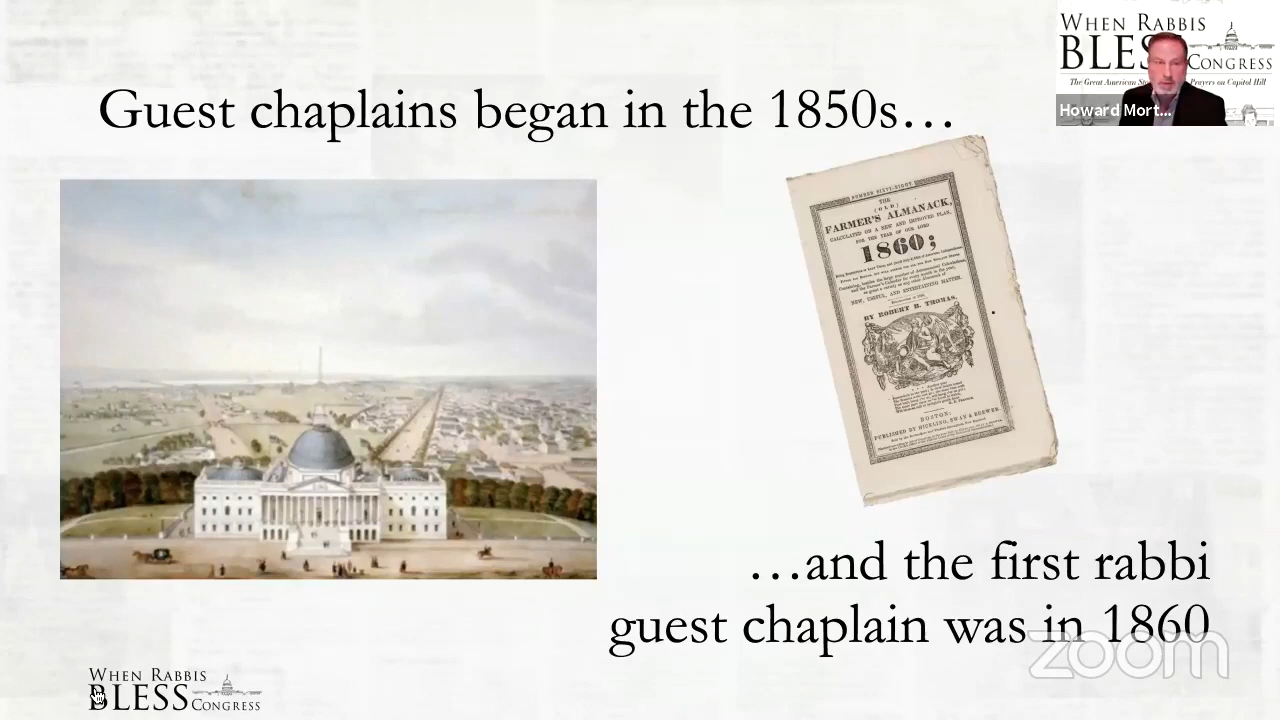 WHEN RABBIS
BLESS CONGRESS
The Great American Sto Prayers on Capitol Hill
Howard Mort...
Guest chaplains began in the 1850s…
NUMBER SIXTY-EIGHT
THE
(OLD)
FARMER'S ALMANACK,
CALCULATED ON A NEW AND IMPROVED PLAN,
FOR THE YEAR OF OUR LORD
1860;
NEW, USEFUL, AND ENTERTAINING MATTER.
BY ROBERT B. THOMAS.
BOSTON:
PUBLISHED BY HICKLING, SWAN & BREWER.
…and the first rabbi
guest chaplain was in 1860
zoom
WHEN RABBIS
BLESS CONGRESS